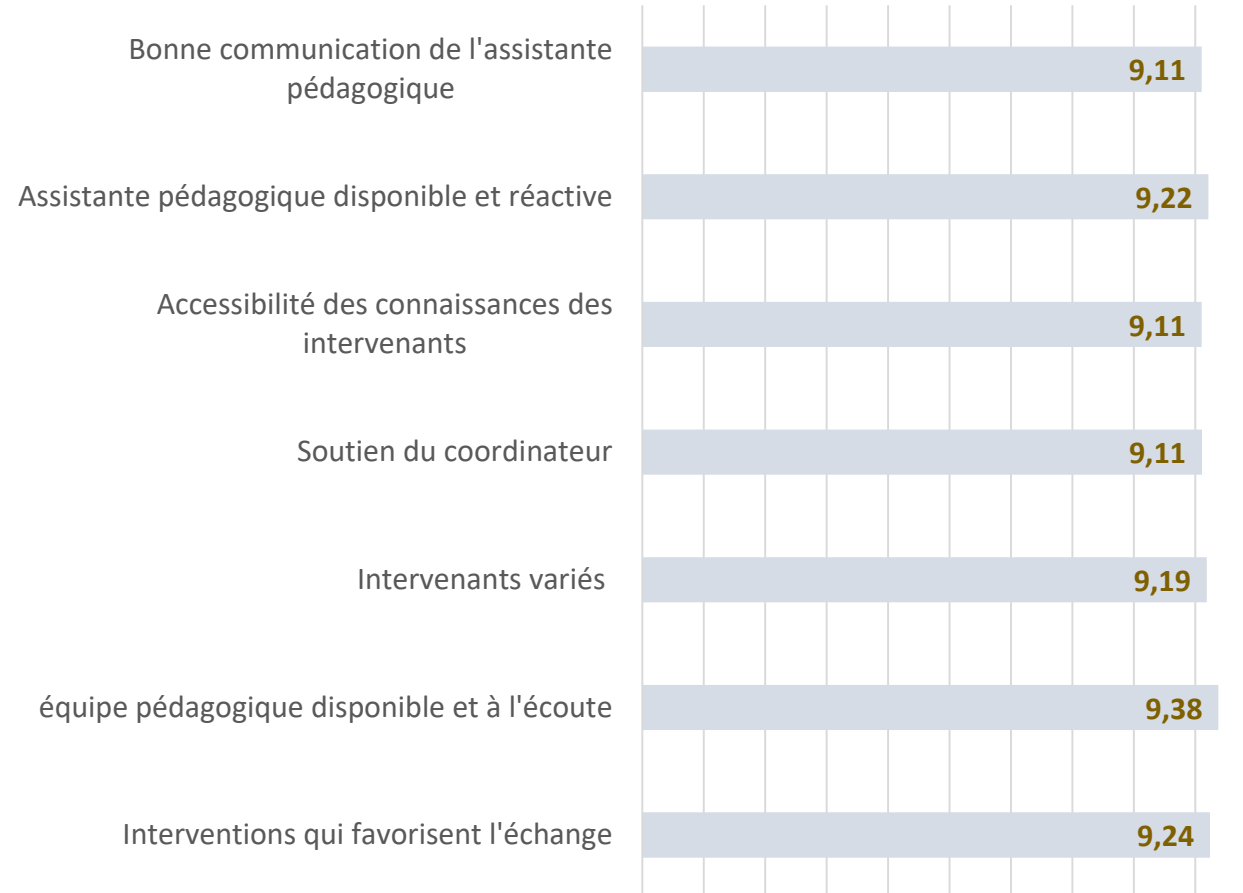 Bonne communication de l'assistante
pédagogique
9,11
Assistante pédagogique disponible et réactive
9,22
Accessibilité des connaissances des
intervenants
9,11
Soutien du coordinateur
9,11
Intervenants variés
9,19
équipe pédagogique disponible et à l'écoute
9,38
Interventions qui favorisent l'échange
9,24